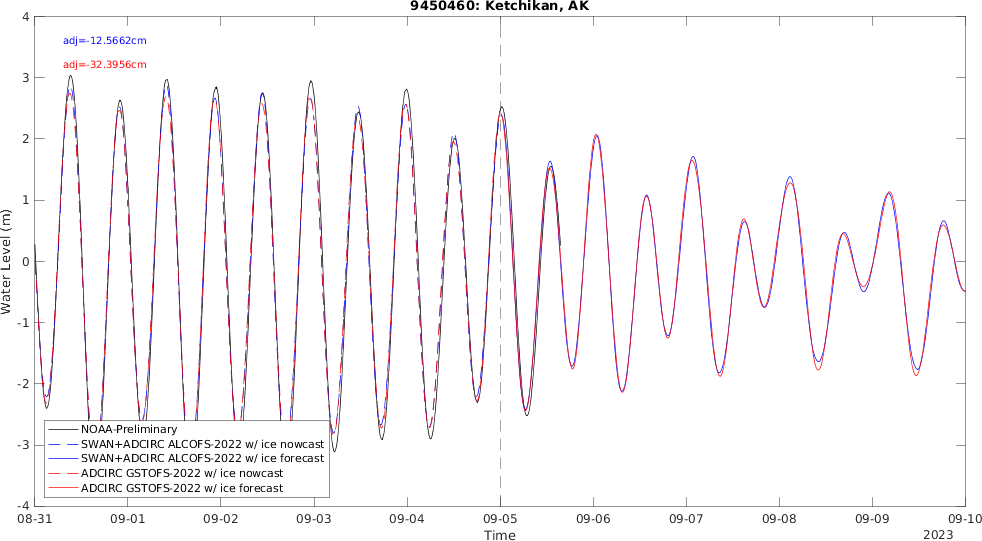 9450460: Ketchikan, AK
adj=-12.5662cm
adj=-32.3956cm
4
3
2
1
0
-1
-2
-3
-4
Water Level (m)
NOAA-Preliminary
SWAN+ADCIRC ALCOFS-2022 w/ ice nowcast
SWAN+ADCIRC ALCOFS-2022 w/ ice forecast
ADCIRC GSTOFS-2022 w/ ice nowcast
ADCIRC GSTOFS-2022 w/ ice forecast
08-31 09-01 09-02 09-03 09-04 09-05 09-06 09-07 09-08 09-09 09-10
Time
2023